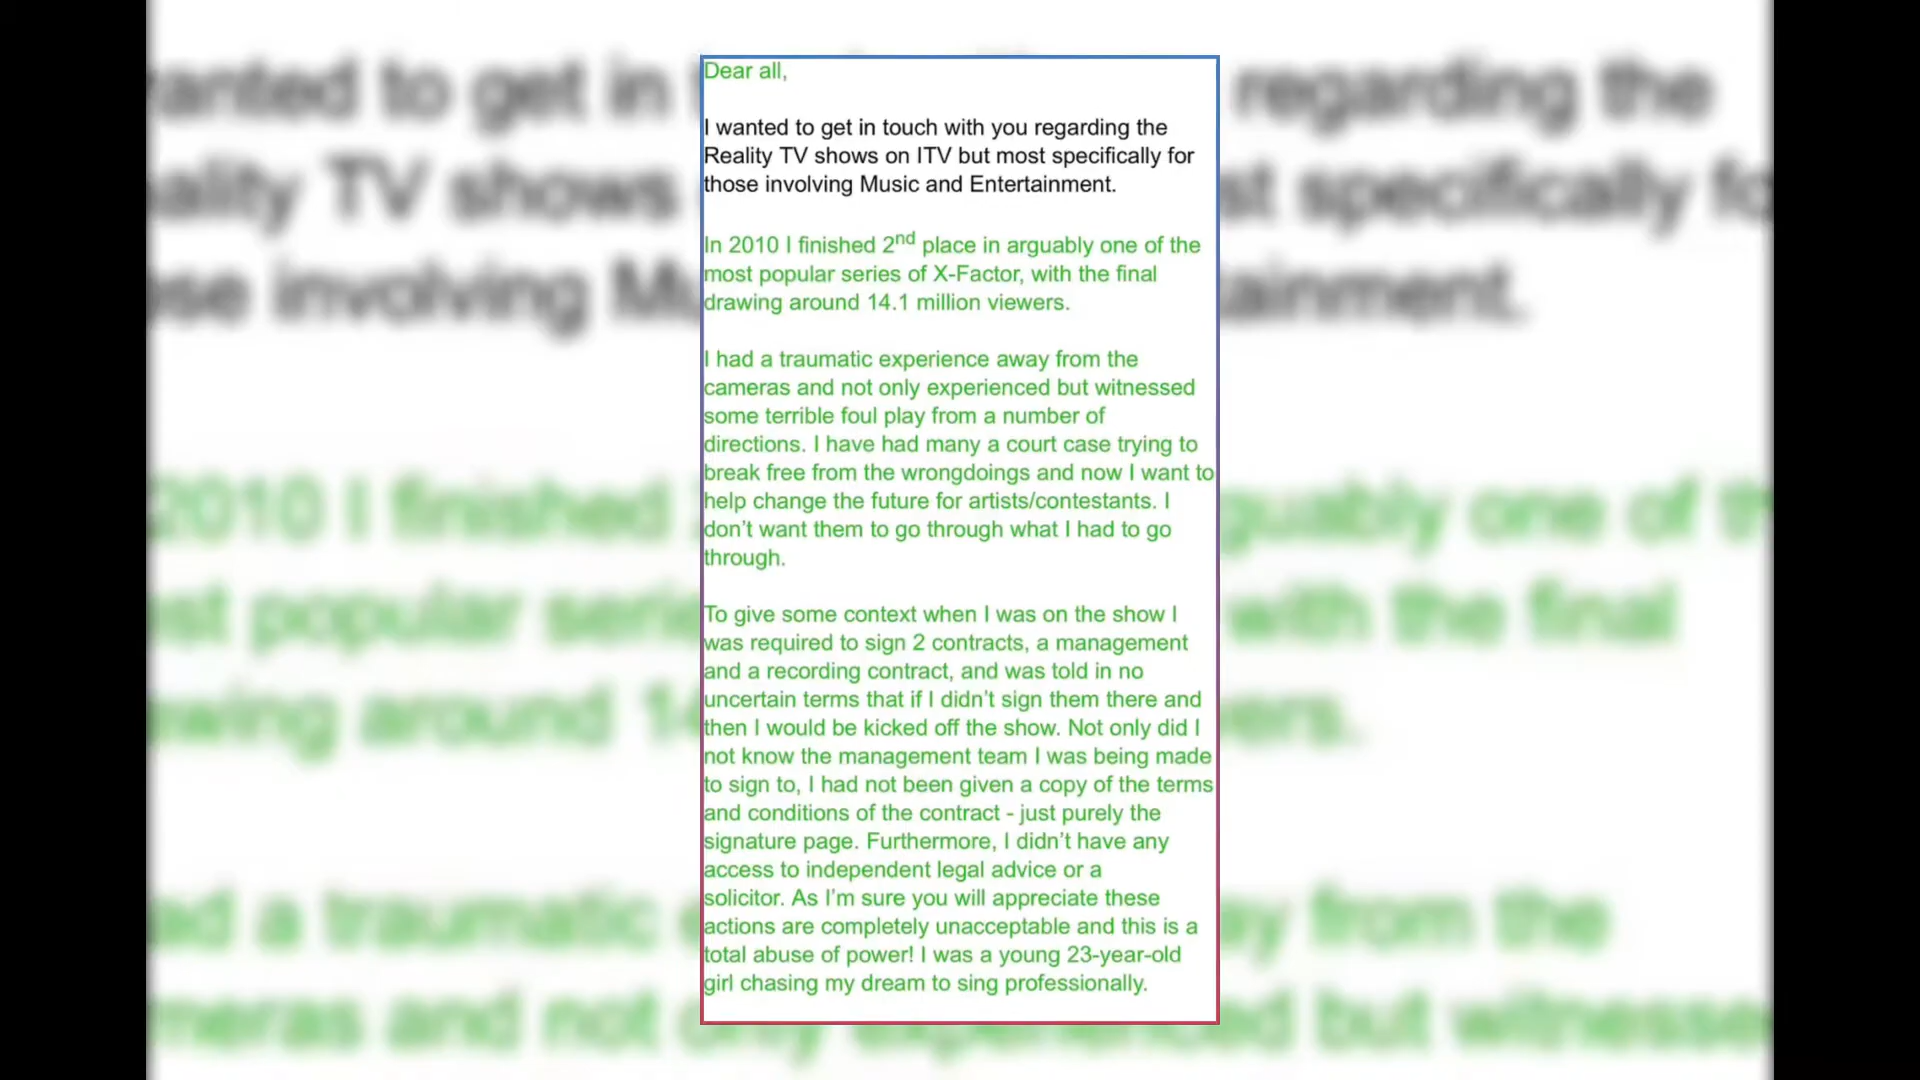 Dear all,
I wanted to get in touch with you regarding the
Reality TV shows on ITV but most specifically for
those involving Music and Entertainment.
In 2010 I finished 2nd place in arguably one of the
most popular series of X-Factor, with the final
drawing around 14.1 million viewers.
I had a traumatic experience away from the
cameras and not only experienced but witnessed
some terrible foul play from a number of
directions. I have had many a court case trying to
break free from the wrongdoings and now I want to
help change the future for artists/contestants. I
don’t want them to go through what I had to go
through.
To give some context when I was on the show I
was required to sign 2 contracts, a management
and a recording contract, and was told in no
uncertain terms that if I didn’t sign them there and
then I would be kicked off the show. Not only did I
not know the management team I was being made
to sign to, I had not been given a copy of the terms
and conditions of the contract - just purely the
signature page. Furthermore, I didn’t have any
access to independent legal advice or a
solicitor. As I’m sure you will appreciate these
actions are completely unacceptable and this is a
total abuse of power! I was a young 23-year-old
girl chasing my dream to sing professionally.